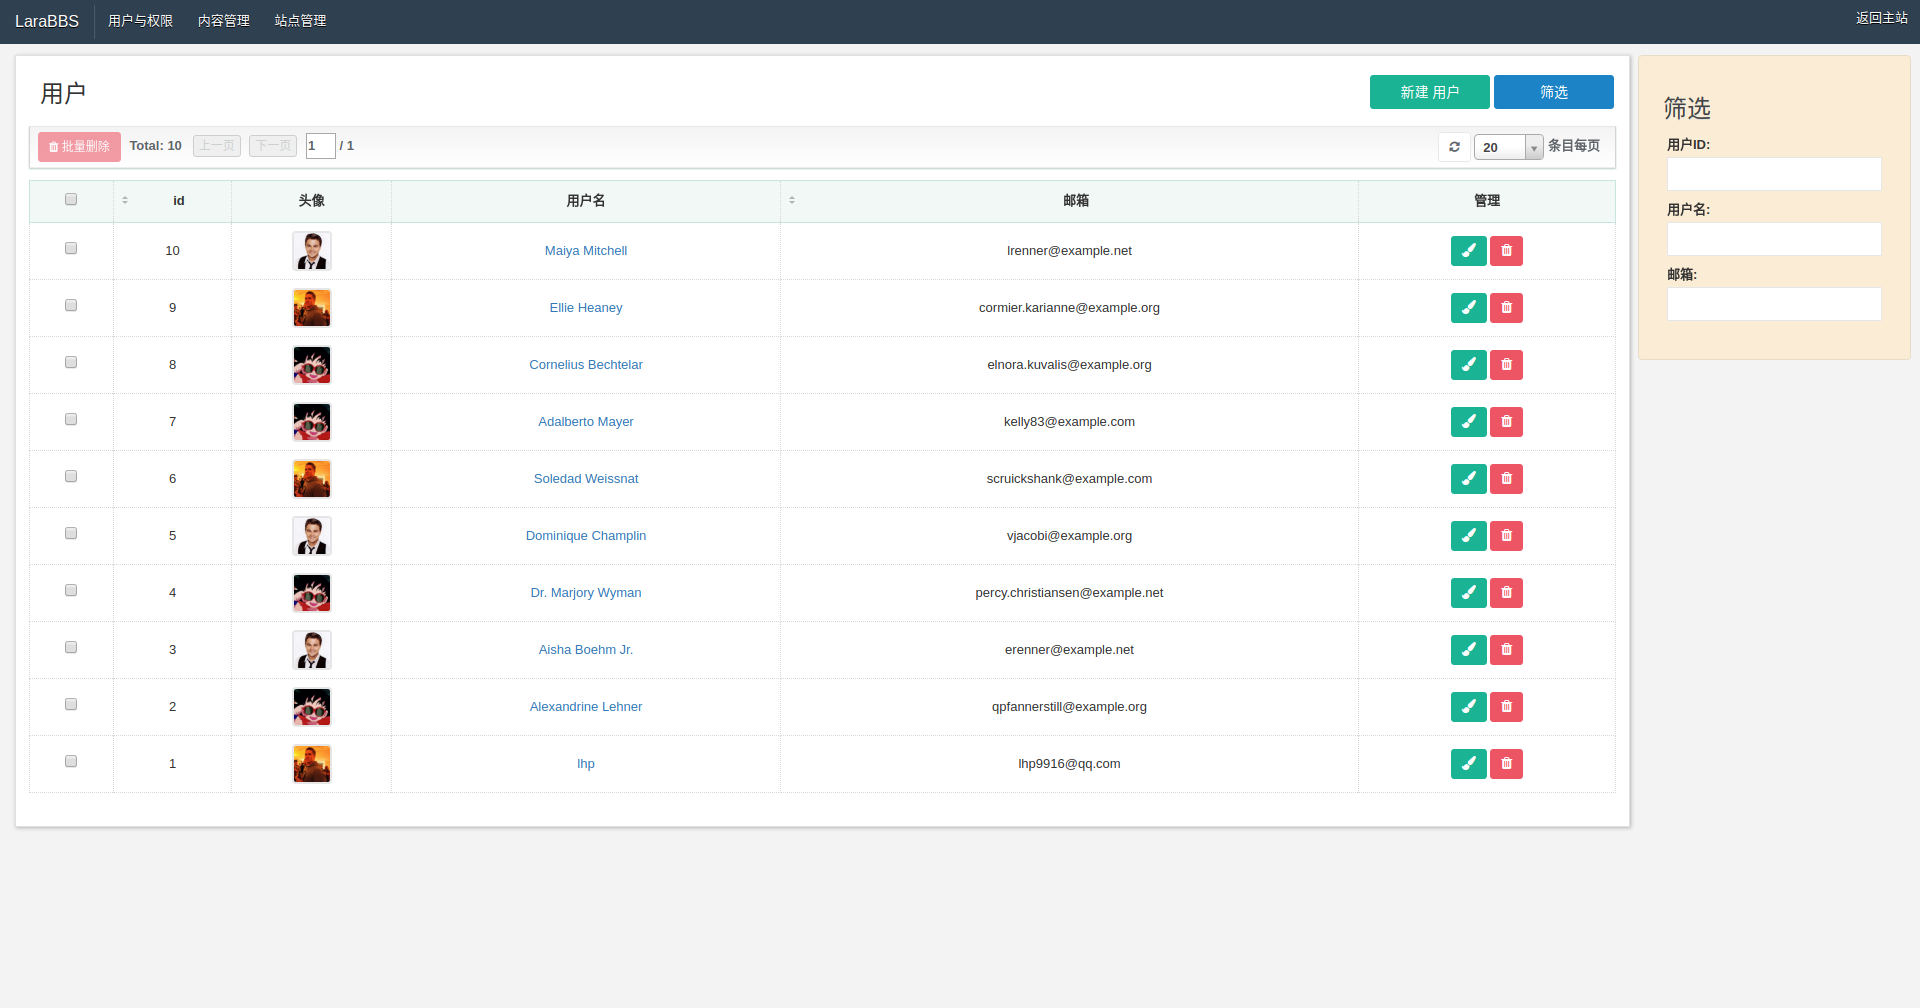 LaraBBS 用户与权限 内容管理 站点管理 返回主站
用户 新建 用户 筛选
批量删除 Total: 10 上一页 下一页 1 / 1 20 条目每页
id 头像 用户名 邮箱 管理
10 Maiya Mitchell lrenner@example.net
9 Ellie Heaney cormier.karianne@example.org
8 Cornelius Bechtelar elnora.kuvalis@example.org
7 Adalberto Mayer kelly83@example.com
6 Soledad Weissnat scruickshank@example.com
5 Dominique Champlin vjacobi@example.org
4 Dr. Marjory Wyman percy.christiansen@example.net
3 Aisha Boehm Jr. erenner@example.net
2 Alexandrine Lehner qpfannerstill@example.org
1 lhp lhp9916@qq.com
筛选
用户ID:
用户名:
邮箱: